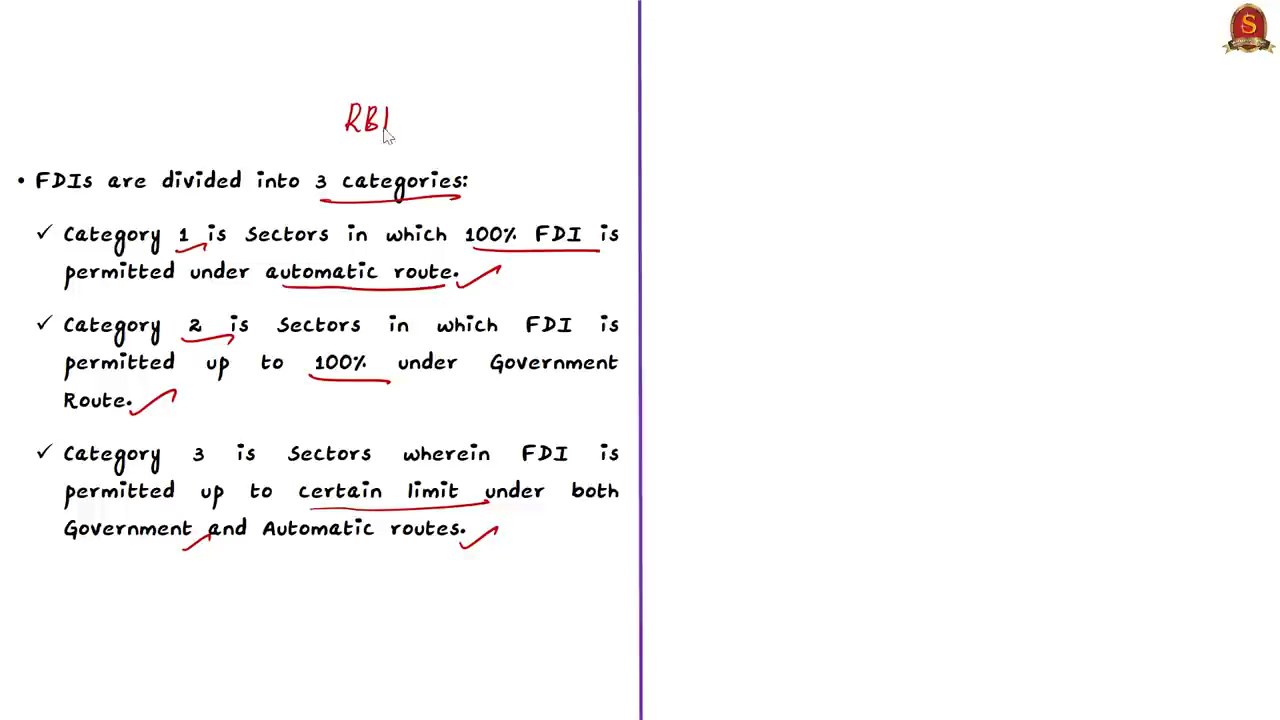 S
RBI
• FDIs are divided into 3 categories:
✓ Category 1 is Sectors in which 100% FDI is
permitted under automatic route.
✓ Category 2 is Sectors in which FDI is
permitted up to 100% under Government
Route.
✓ Category 3 is Sectors wherein FDI is
permitted up to certain limit under both
Government and Automatic routes.